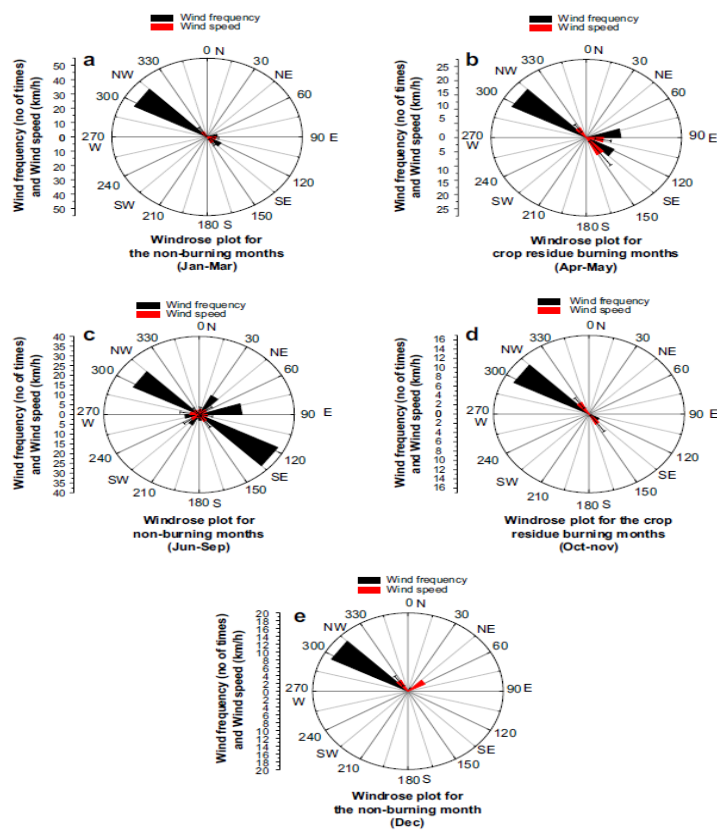 Wind frequency
Wind speed
a
Wind frequency (no of times)
and Wind speed (km/h)
50
40
30
20
10
0
10
20
30
40
50
0 N
30
NE
60
90 E
120
SE
150
180 S
210
SW
240
270
W
300
NW
330
Windrose plot for
the non-burning months
(Jan-Mar)
Wind frequency
Wind speed
b
Wind frequency (no of times)
and Wind speed (km/h)
25
20
15
10
5
0
5
10
15
20
25
0 N
30
NE
60
90 E
120
SE
150
180 S
210
SW
240
270
W
300
NW
330
Windrose plot for
crop residue burning months
(Apr-May)
Wind frequency
Wind speed
c
Wind frequency (no of times)
and Wind speed (km/h)
40
35
30
25
20
15
10
5
0
5
10
15
20
25
30
35
40
0 N
30
NE
60
90 E
120
SE
150
180 S
210
SW
240
270
W
300
NW
330
Windrose plot for
non-burning months
(Jun-Sep)
Wind frequency
Wind speed
d
Wind frequency (no of times)
and Wind speed (km/h)
16
14
12
10
8
6
4
2
0
2
4
6
8
10
12
14
16
0 N
30
NE
60
90 E
120
SE
150
180 S
210
SW
240
270
W
300
NW
330
Windrose plot for the crop
residue burning months
(Oct-nov)
Wind frequency
Wind speed
e
Wind frequency (no of times)
and Wind speed (km/h)
20
18
16
14
12
10
8
6
4
2
0
2
4
6
8
10
12
14
16
18
20
0 N
30
NE
60
90 E
120
SE
150
180 S
210
SW
240
270
W
300
NW
330
Windrose plot for
the non-burning month
(Dec)